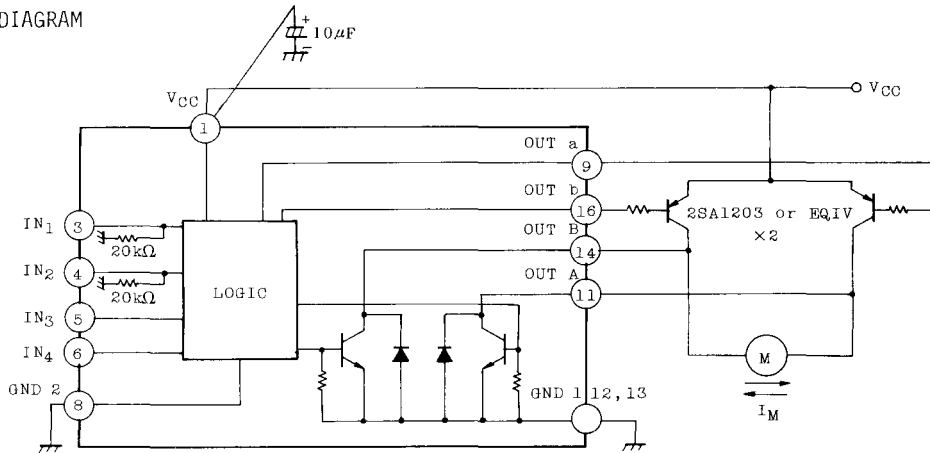 DIAGRAM
+
10μF
-
VCC
1
VCC
OUT a
9
OUT b
16
2SA1203 or EQIV
×2
OUT B
14
OUT A
11
IN1
3
20kΩ
IN2
4
20kΩ
LOGIC
IN3
5
IN4
6
GND 2
8
GND 1 12, 13
M
IM